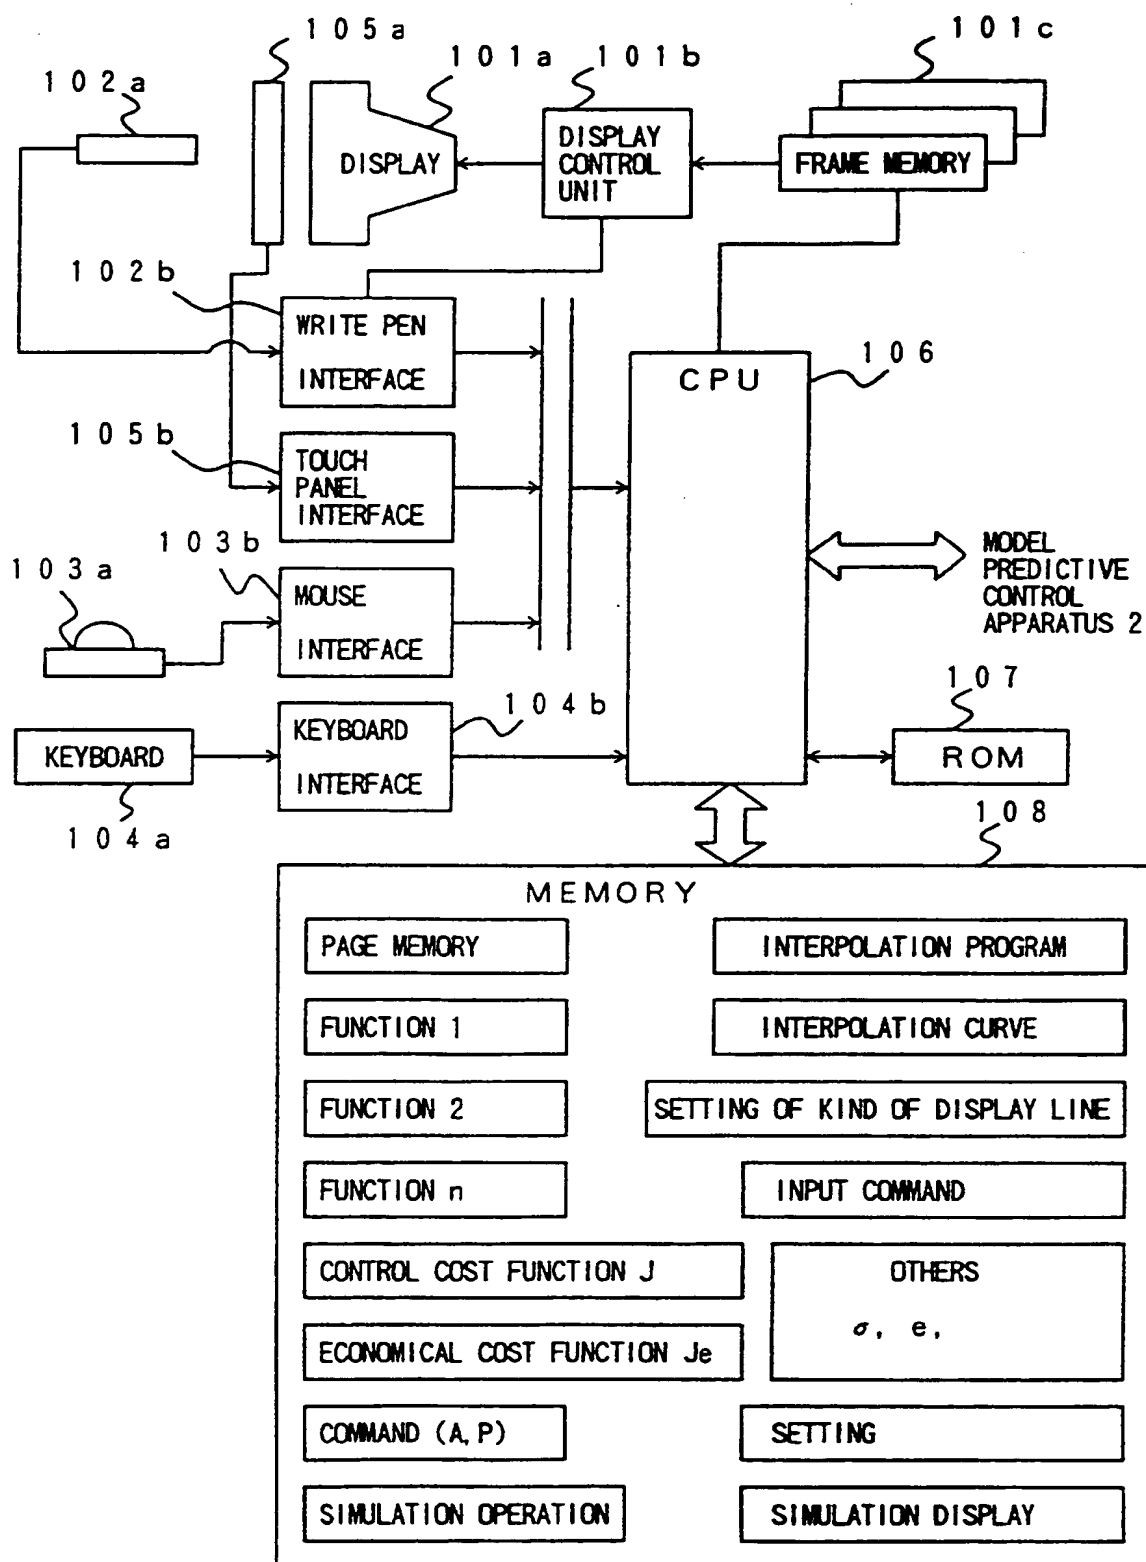 105a
101a
101b
101c
102a
DISPLAY
DISPLAY
CONTROL
UNIT
FRAME MEMORY
102b
WRITE PEN
INTERFACE
106
CPU
105b
TOUCH
PANEL
INTERFACE
103b
103a
MOUSE
INTERFACE
MODEL
PREDICTIVE
CONTROL
APPARATUS 2
104b
KEYBOARD
INTERFACE
KEYBOARD
104a
107
ROM
108
MEMORY
PAGE MEMORY
INTERPOLATION PROGRAM
FUNCTION 1
INTERPOLATION CURVE
FUNCTION 2
SETTING OF KIND OF DISPLAY LINE
FUNCTION n
INPUT COMMAND
CONTROL COST FUNCTION J
OTHERS
σ, e,
ECONOMICAL COST FUNCTION Je
COMMAND (A, P)
SETTING
SIMULATION OPERATION
SIMULATION DISPLAY